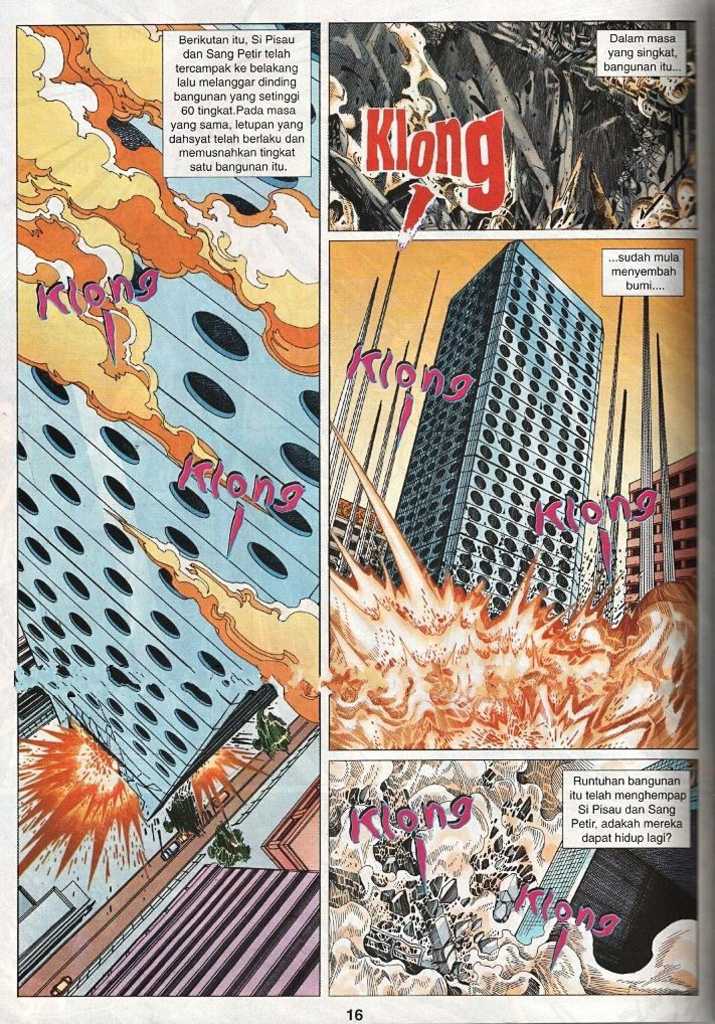 Berikutan itu, Si Pisau
dan Sang Petir telah
tercampak ke belakang
lalu melanggar dinding
bangunan yang setinggi
60 tingkat.Pada masa
yang sama, letupan yang
dahsyat telah berlaku dan
memusnahkan tingkat
satu bangunan itu.
Klong
!
Klong
!
Dalam masa
yang singkat,
bangunan itu...
Klong
!
...sudah mula
menyembah
bumi....
Klong
!
Klong
!
Runtuhan bangunan
itu telah menghempap
Si Pisau dan Sang
Petir, adakah mereka
dapat hidup lagi?
Klong
!
Klong
!
16